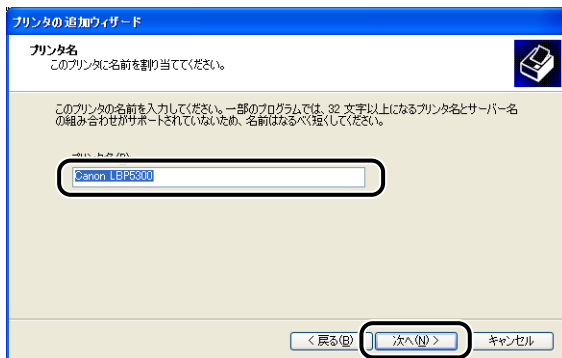 プリンタの追加ウィザード
プリンタ名
このプリンタに名前を割り当ててください。
このプリンタの名前を入力してください。一部のプログラムでは、32 文字以上になるプリンタ名とサーバー名
の組み合わせがサポートされていないため、名前はなるべく短くしてください。
Canon LBP5300
< 戻る(B)
次へ(N) >
キャンセル